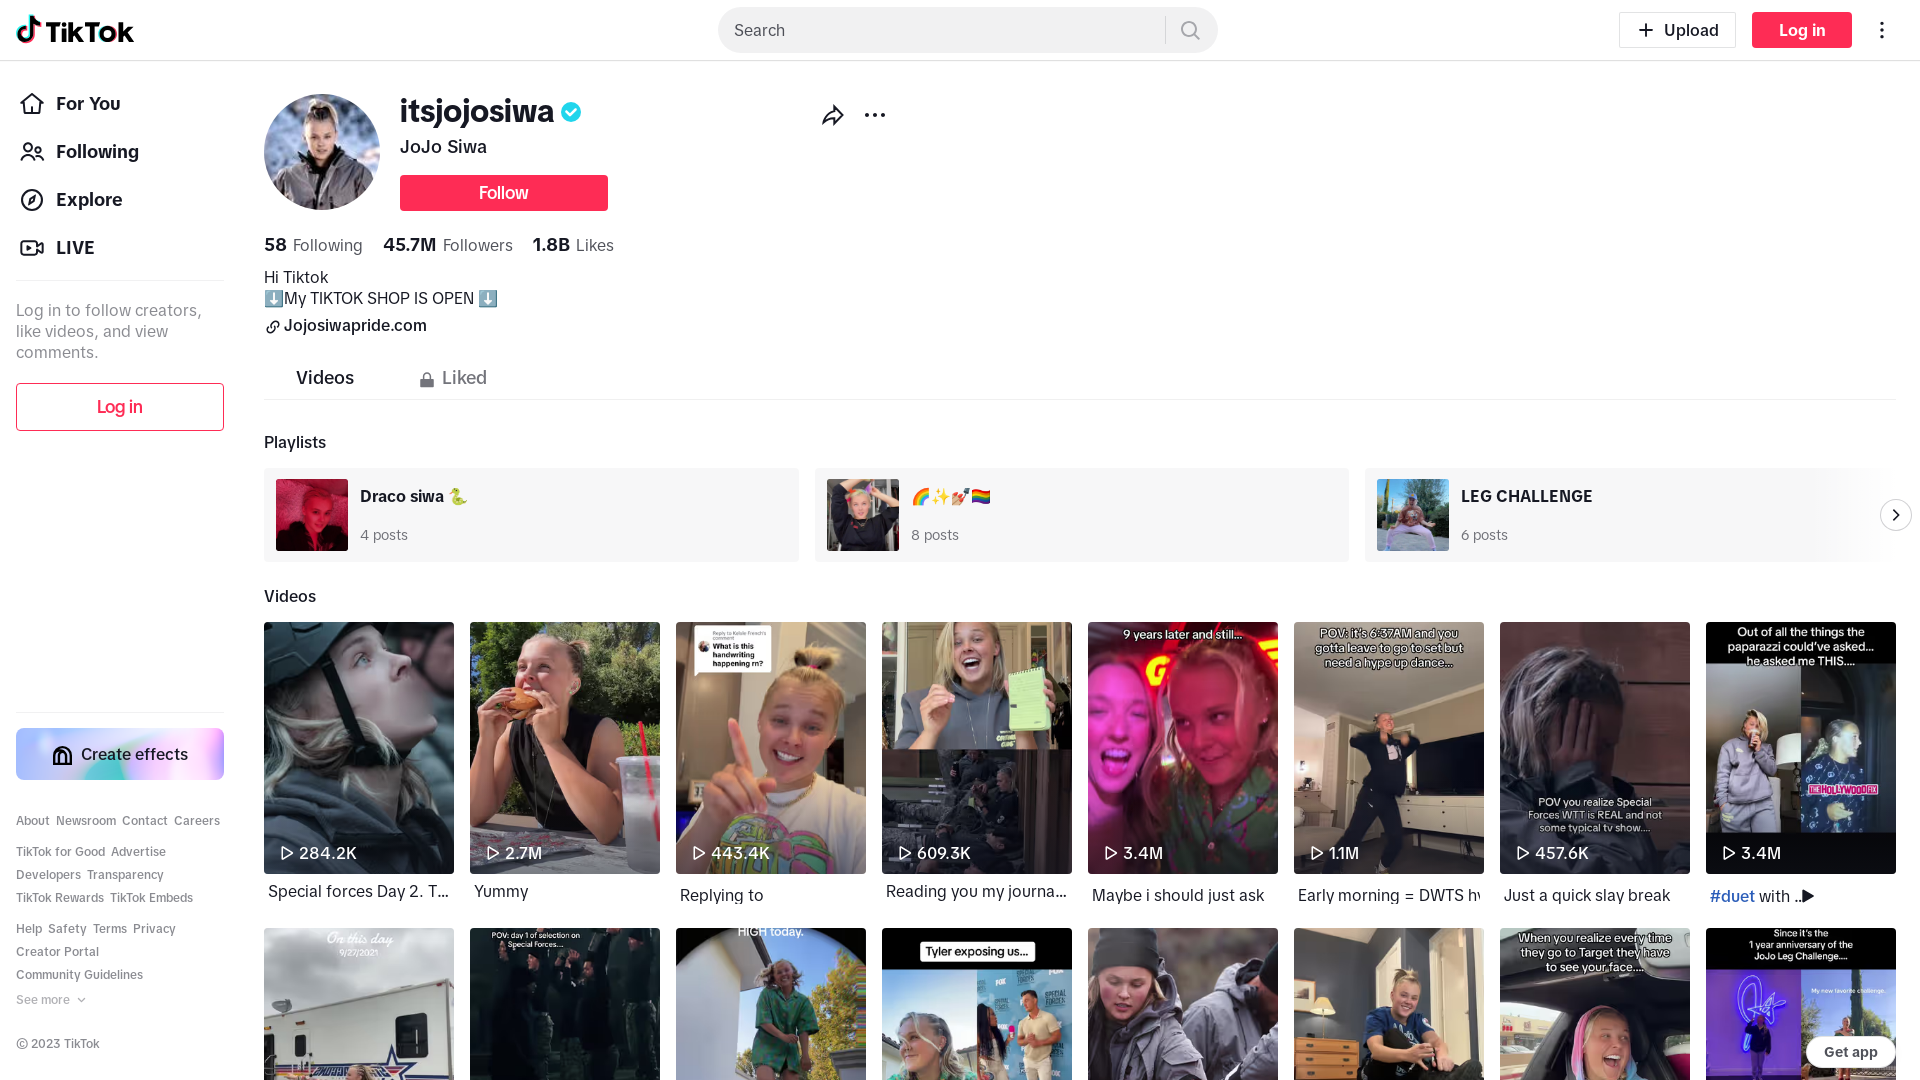 TikTok
Search
Upload
Log in
For You
Following
Explore
LIVE
Log in to follow creators,
like videos, and view
comments.
Log in
Create effects
About Newsroom Contact Careers
TikTok for Good Advertise
Developers Transparency
TikTok Rewards TikTok Embeds
Help Safety Terms Privacy
Creator Portal
Community Guidelines
See more
© 2023 TikTok
itsjojosiwa
JoJo Siwa
Follow
58 Following 45.7M Followers 1.8B Likes
Hi Tiktok
⬇️My TIKTOK SHOP IS OPEN ⬇️
Jojosiwapride.com
Videos
Liked
Playlists
Draco siwa 🐍
4 posts
🌈✨💅🏼🏳️‍🌈
8 posts
LEG CHALLENGE
6 posts
Videos
284.2K
Special forces Day 2. T...
2.7M
Yummy
Reply to Kalole French's
comment
What is this
handwriting
happening rn?
443.4K
Replying to
609.3K
Reading you my journa...
9 years later and still...
3.4M
Maybe i should just ask
POV: it's 6:37AM and you
gotta leave to go to set but
need a hype up dance...
1.1M
Early morning = DWTS hy
POV you realize Special
Forces WTT is REAL and not
some typical tv show....
457.6K
Just a quick slay break
Out of all the things the
paparazzi could've asked...
he asked me THIS....
THE HOLLYWOOD FIX
3.4M
#duet with ...
On this day
9/27/2021
POV: day 1 of selection on
Special Forces...
HIGH today.
Tyler exposing us...
FOX
SPECIAL
FORCES
When you realize every time
they go to Target they have
to see your face....
Since it's the
1 year anniversary of the
JoJo Leg Challenge....
My new favorite challenge.
Get app